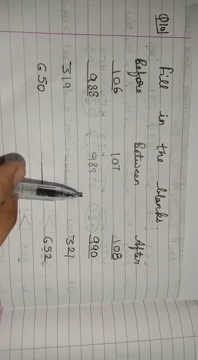 Q10) Fill in the blanks
Before Between After
106 107 108
988 989 990
319 321
650 652